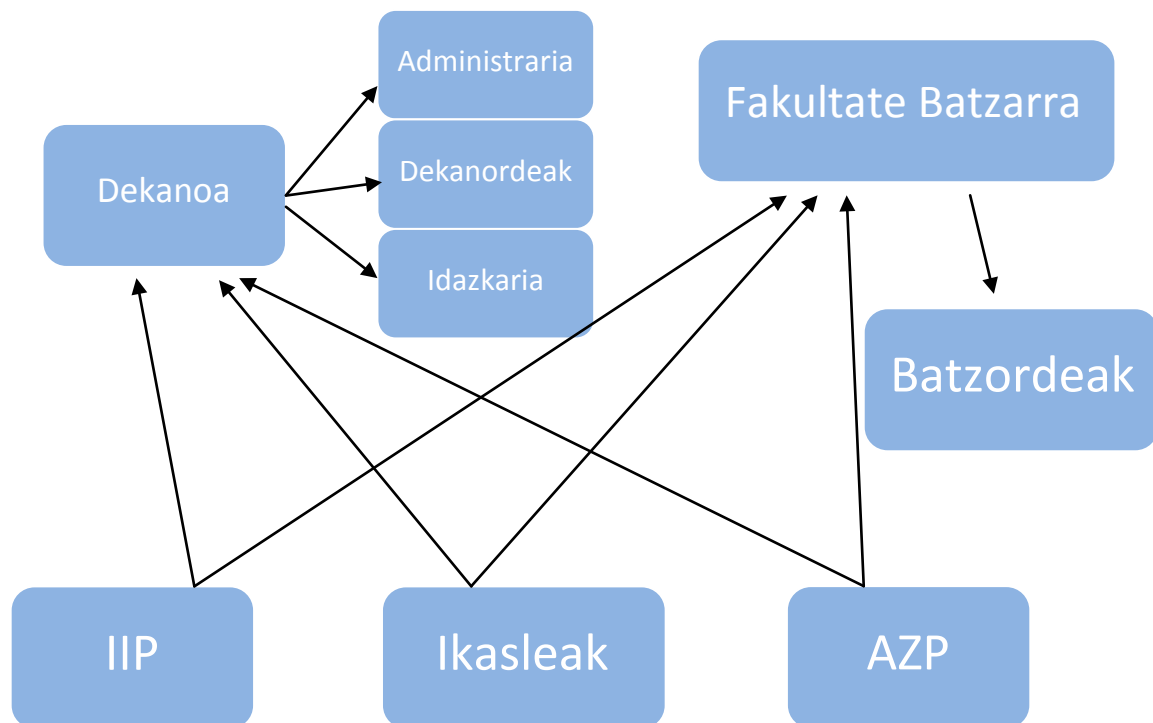 Administraria
Fakultate Batzarra
Dekanoa
Dekanordeak
Idazkaria
Batzordeak
IIP
Ikasleak
AZP